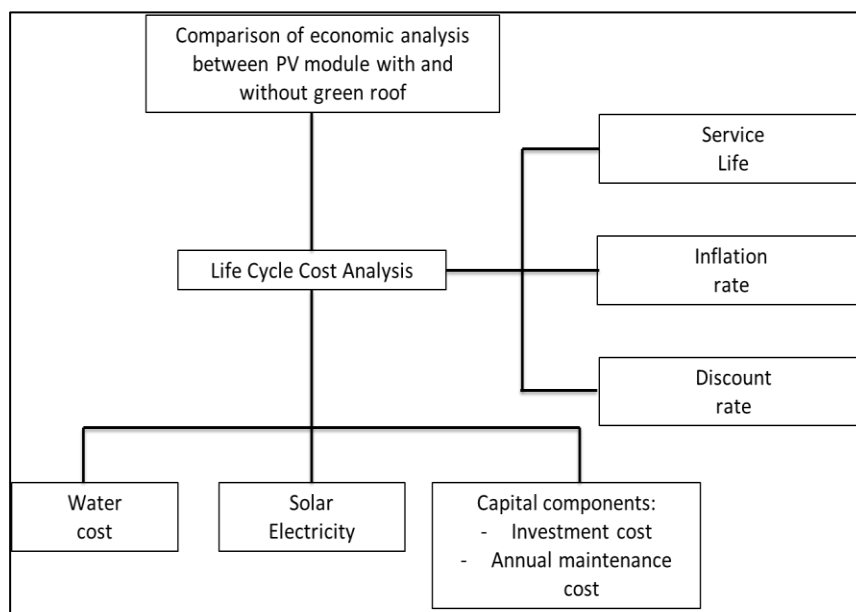 Comparison of economic analysis
between PV module with and
without green roof
Service
Life
Life Cycle Cost Analysis
Inflation
rate
Discount
rate
Water
cost
Solar
Electricity
Capital components:
- Investment cost
- Annual maintenance
cost